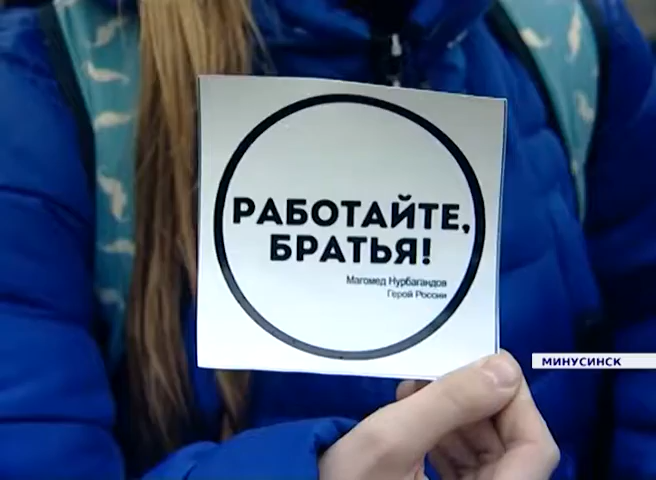 РАБОТАЙТЕ,
БРАТЬЯ!
Магомед Нурбагандов
Герой России
МИНУСИНСК